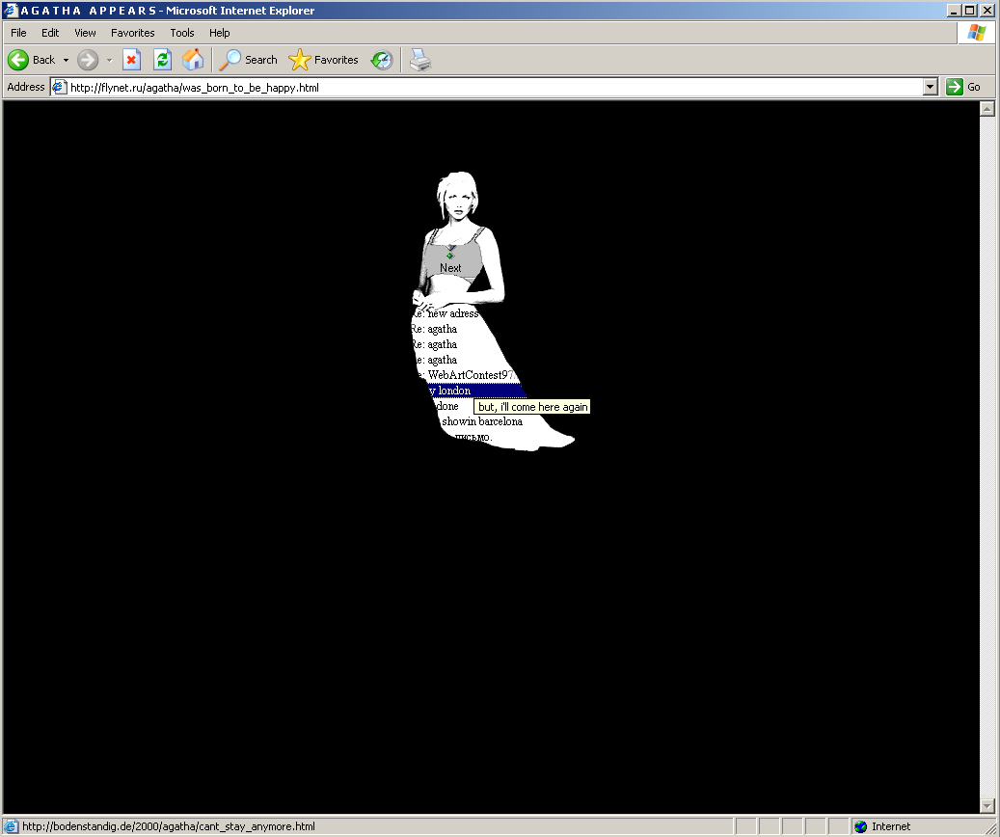 A G A T H A A P P E A R S - Microsoft Internet Explorer
File Edit View Favorites Tools Help
Back Search Favorites
Address http://flynet.ru/agatha/was_born_to_be_happy.html Go
Next
Re: new adress
Re: agatha
Re: agatha
e: agatha
e: WebArtContest97
y london
done
but, i'll come here again
showin barcelona
письмо.
http://bodenstandig.de/2000/agatha/cant_stay_anymore.html Internet